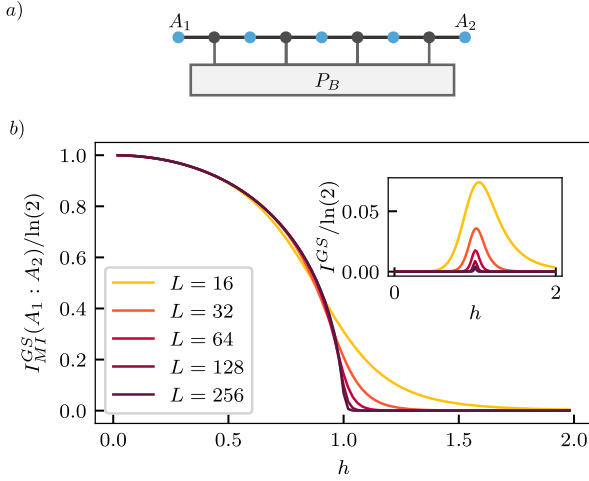 a)
A₁ A₂
P_B
b)
I_{MI}^{GS}(A₁ : A₂)/ln(2)
1.0
0.8
0.6
0.4
0.2
0.0
L = 16
L = 32
L = 64
L = 128
L = 256
I^{GS}/ln(2)
0.05
0.00
0 2
h
0.0 0.5 1.0 1.5 2.0
h